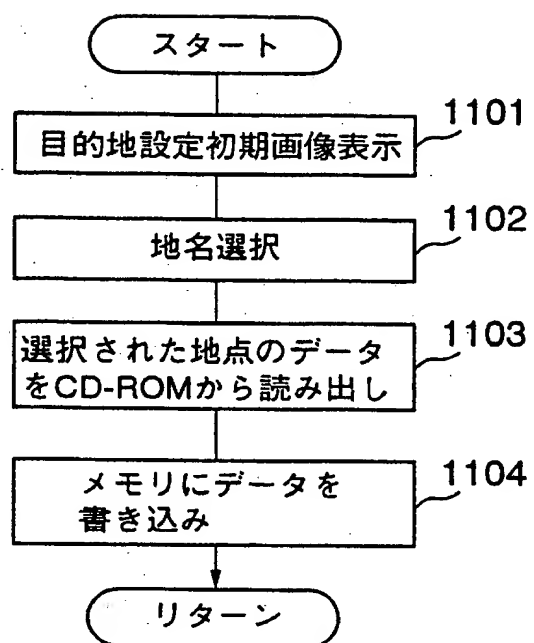 スタート
1101
目的地設定初期画像表示
1102
地名選択
1103
選択された地点のデータ
をCD-ROMから読み出し
1104
メモリにデータを
書き込み
リターン